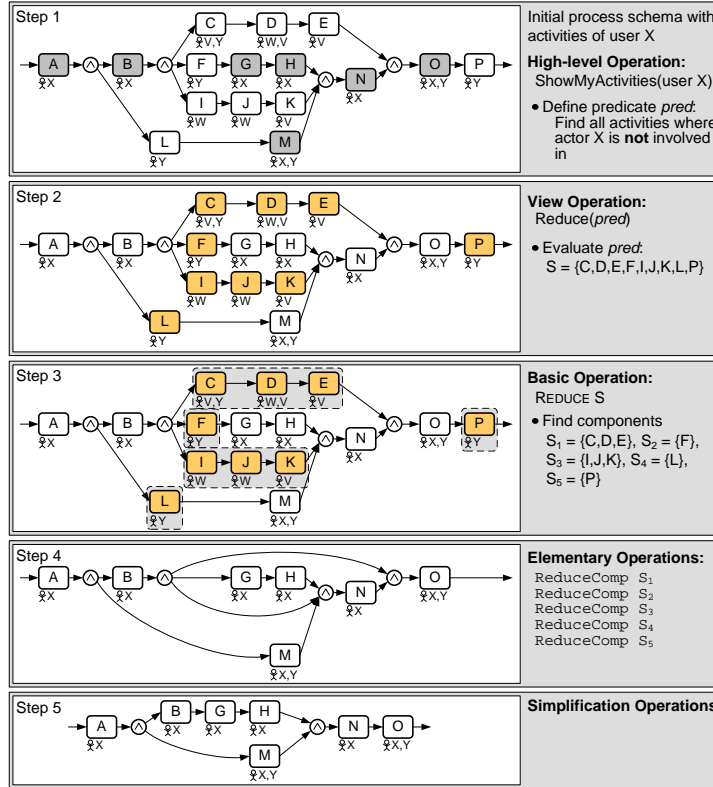 Step 1
C
D
E
V,Y
W,V
V
A
B
F
G
H
N
O
P
X
X
Y
X
X
X
X,Y
Y
I
J
K
W
W
V
L
M
Y
X,Y
Initial process schema with
activities of user X
High-level Operation:
ShowMyActivities(user X)
• Define predicate pred:
Find all activities where
actor X is not involved
in
Step 2
C
D
E
V,Y
W,V
V
A
B
F
G
H
N
O
P
X
X
Y
X
X
X
X,Y
Y
I
J
K
W
W
V
L
M
Y
X,Y
View Operation:
Reduce(pred)
• Evaluate pred:
S = {C,D,E,F,I,J,K,L,P}
Step 3
C
D
E
V,Y
W,V
V
A
B
F
G
H
N
O
P
X
X
Y
X
X
X
X,Y
Y
I
J
K
W
W
V
L
M
Y
X,Y
Basic Operation:
REDUCE S
• Find components
S1 = {C,D,E}, S2 = {F},
S3 = {I,J,K}, S4 = {L},
S5 = {P}
Step 4
A
B
G
H
N
O
X
X
X
X
X
X,Y
M
X,Y
Elementary Operations:
ReduceComp S1
ReduceComp S2
ReduceComp S3
ReduceComp S4
ReduceComp S5
Step 5
A
B
G
H
N
O
X
X
X
X
X
X,Y
M
X,Y
Simplification Operations